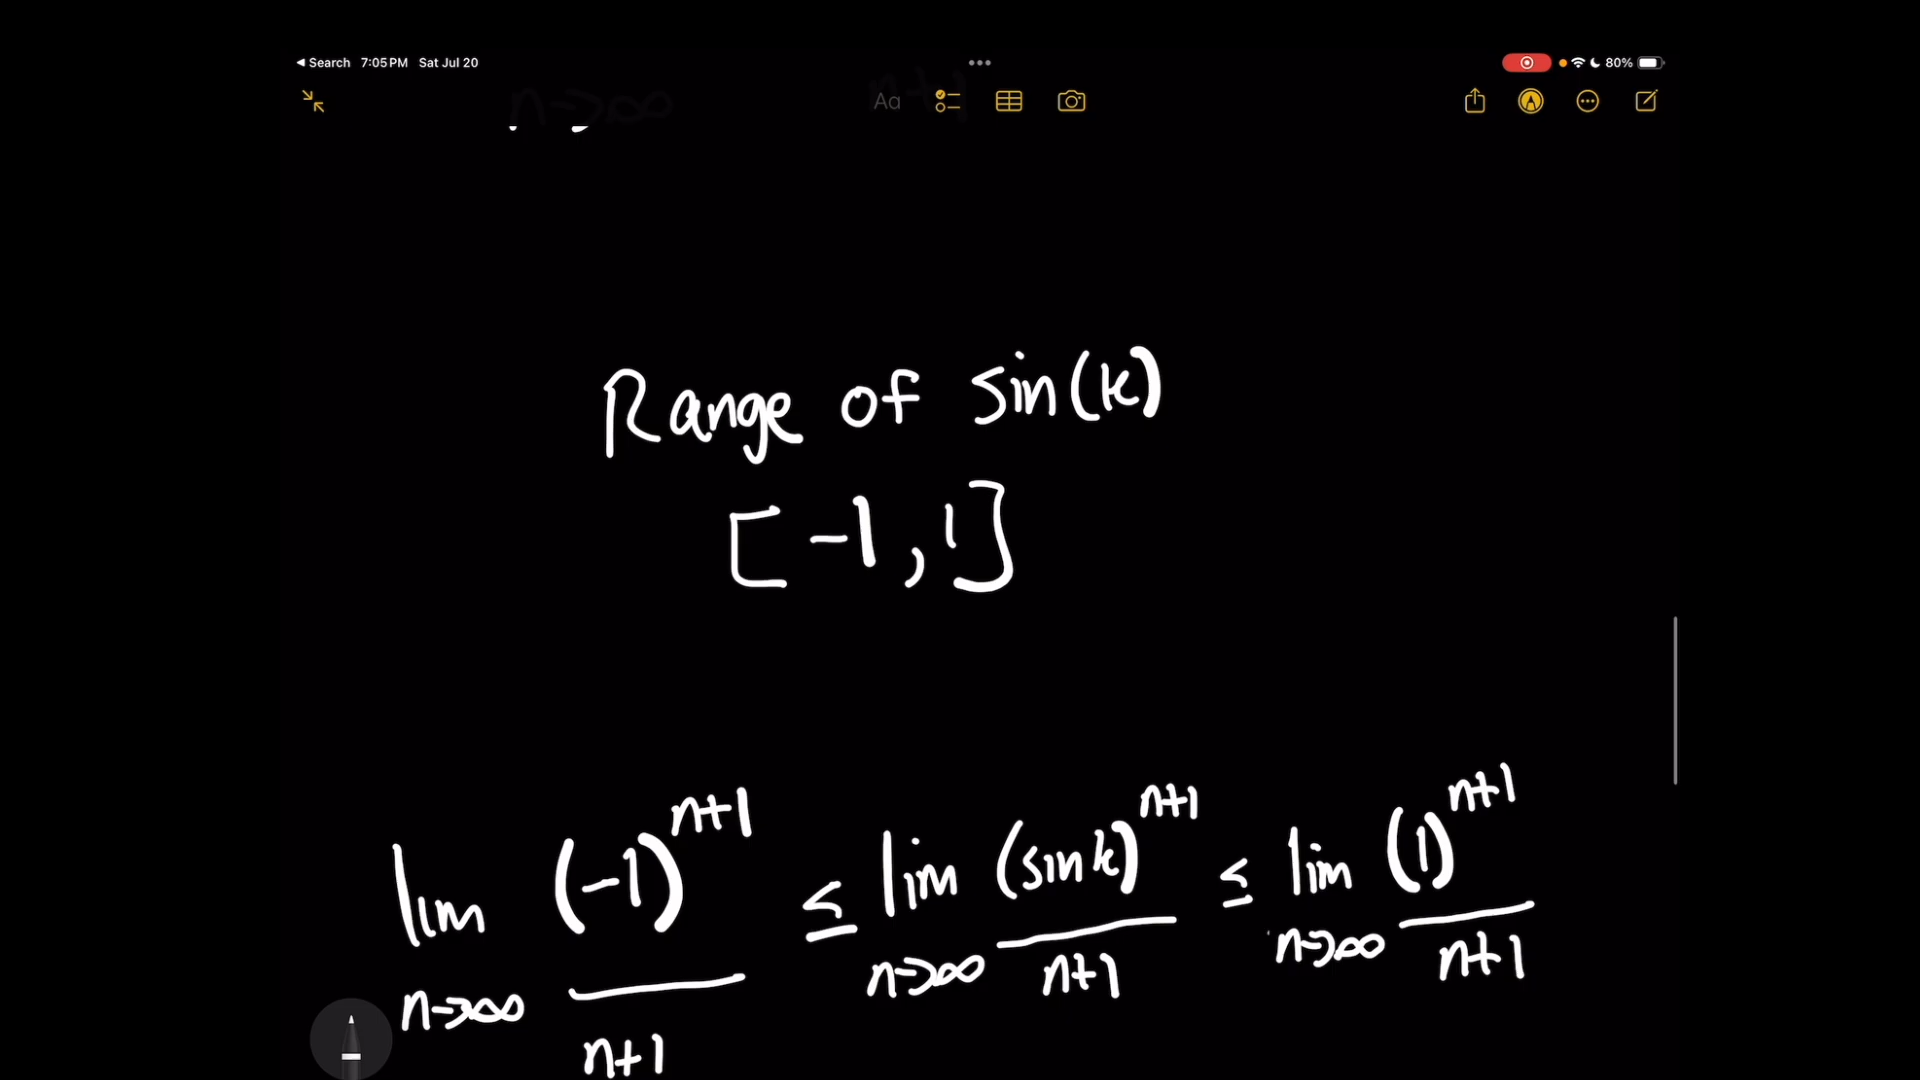 Search 7:05 PM Sat Jul 20 80%
Aa
n→∞ n+1
Range of sin(k)
[-1,1]
lim n→∞ (-1)^{n+1}/(n+1) ≤ lim n→∞ (sin k)^{n+1}/(n+1) ≤ lim n→∞ (1)^{n+1}/(n+1)